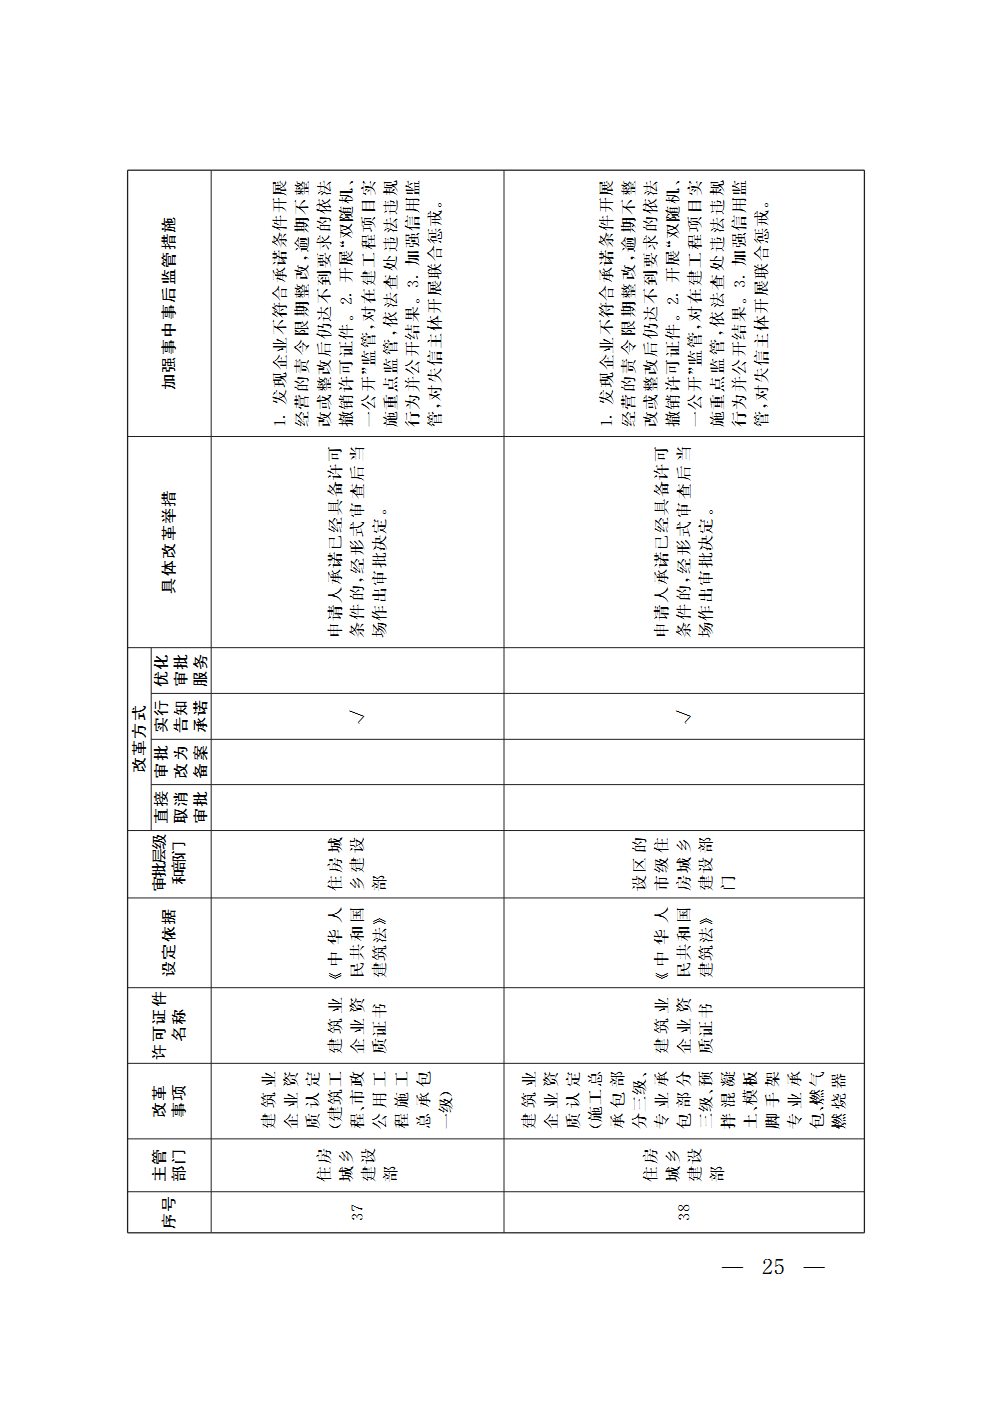 序号
主管
部门
改革
事项
许可证件
名称
设定依据
审批层级
和部门
改革方式
直接
取消
审批
审批
改为
备案
实行
告知
承诺
优化
审批
服务
具体改革举措
加强事中事后监管措施
37
住房
城乡
建设
部
建筑业
企业资
质认定
(建筑工
程、市政
公用工
程施工
总承包
一级)
建筑业
企业资
质证书
《中华人
民共和国
建筑法》
住房城
乡建设
部
√
申请人承诺已经具备许可
条件的,经形式审查后当
场作出审批决定。
1. 发现企业不符合承诺条件开展
经营的责令限期整改,逾期不整
改或整改后仍达不到要求的依法
撤销许可证件。2. 开展“双随机、
一公开”监管,对在建工程项目实
施重点监管,依法查处违法违规
行为并公开结果。3. 加强信用监
管,对失信主体开展联合惩戒。
38
住房
城乡
建设
部
建筑业
企业资
质认定
(施工总
承包部
分三级、
专业承
包部分
三级、预
拌混凝
土、模板
脚手架
专业承
包、燃气
燃烧器
建筑业
企业资
质证书
《中华人
民共和国
建筑法》
设区的
市级住
房城乡
建设部
门
√
申请人承诺已经具备许可
条件的,经形式审查后当
场作出审批决定。
1. 发现企业不符合承诺条件开展
经营的责令限期整改,逾期不整
改或整改后仍达不到要求的依法
撤销许可证件。2. 开展“双随机、
一公开”监管,对在建工程项目实
施重点监管,依法查处违法违规
行为并公开结果。3. 加强信用监
管,对失信主体开展联合惩戒。
— 25 —